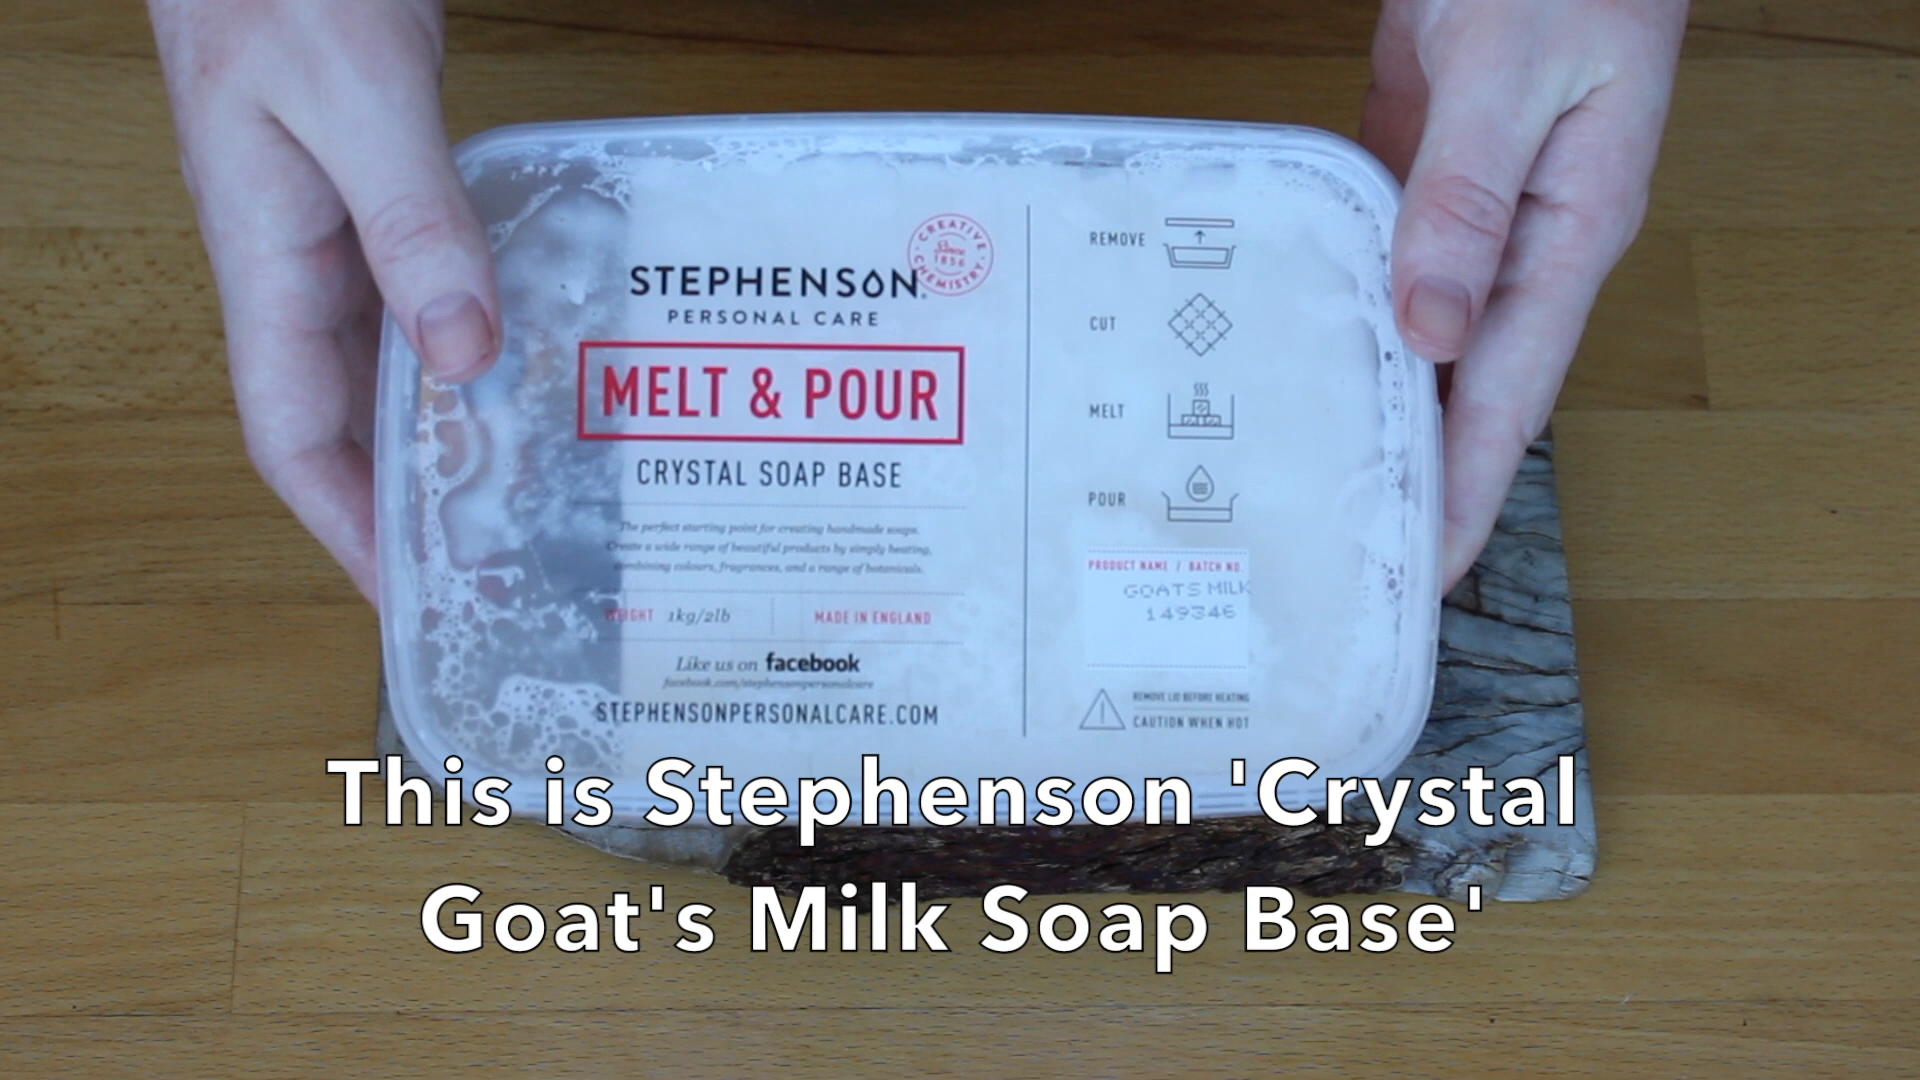 CREATIVE
Since
1856
CHEMISTRY
STEPHENSON
PERSONAL CARE
MELT & POUR
CRYSTAL SOAP BASE
The perfect starting point for creating handmade soaps.
Create a wide range of beautiful products by simply heating,
combining colours, fragrances, and a range of botanicals.
WEIGHT 1kg/2lb MADE IN ENGLAND
Like us on facebook
facebook.com/stephensonpersonalcare
STEPHENSONPERSONALCARE.COM
REMOVE
CUT
MELT
POUR
PRODUCT NAME / BATCH NO.
GOATS MILK
149346
REMOVE LID BEFORE HEATING
CAUTION WHEN HOT
This is Stephenson 'Crystal
Goat's Milk Soap Base'